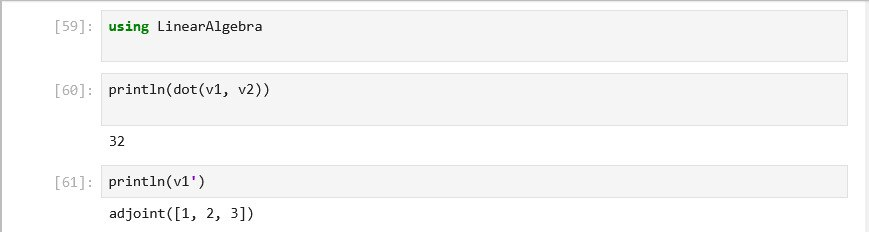 [59]: using LinearAlgebra
[60]: println(dot(v1, v2))
32
[61]: println(v1')
adjoint([1, 2, 3])